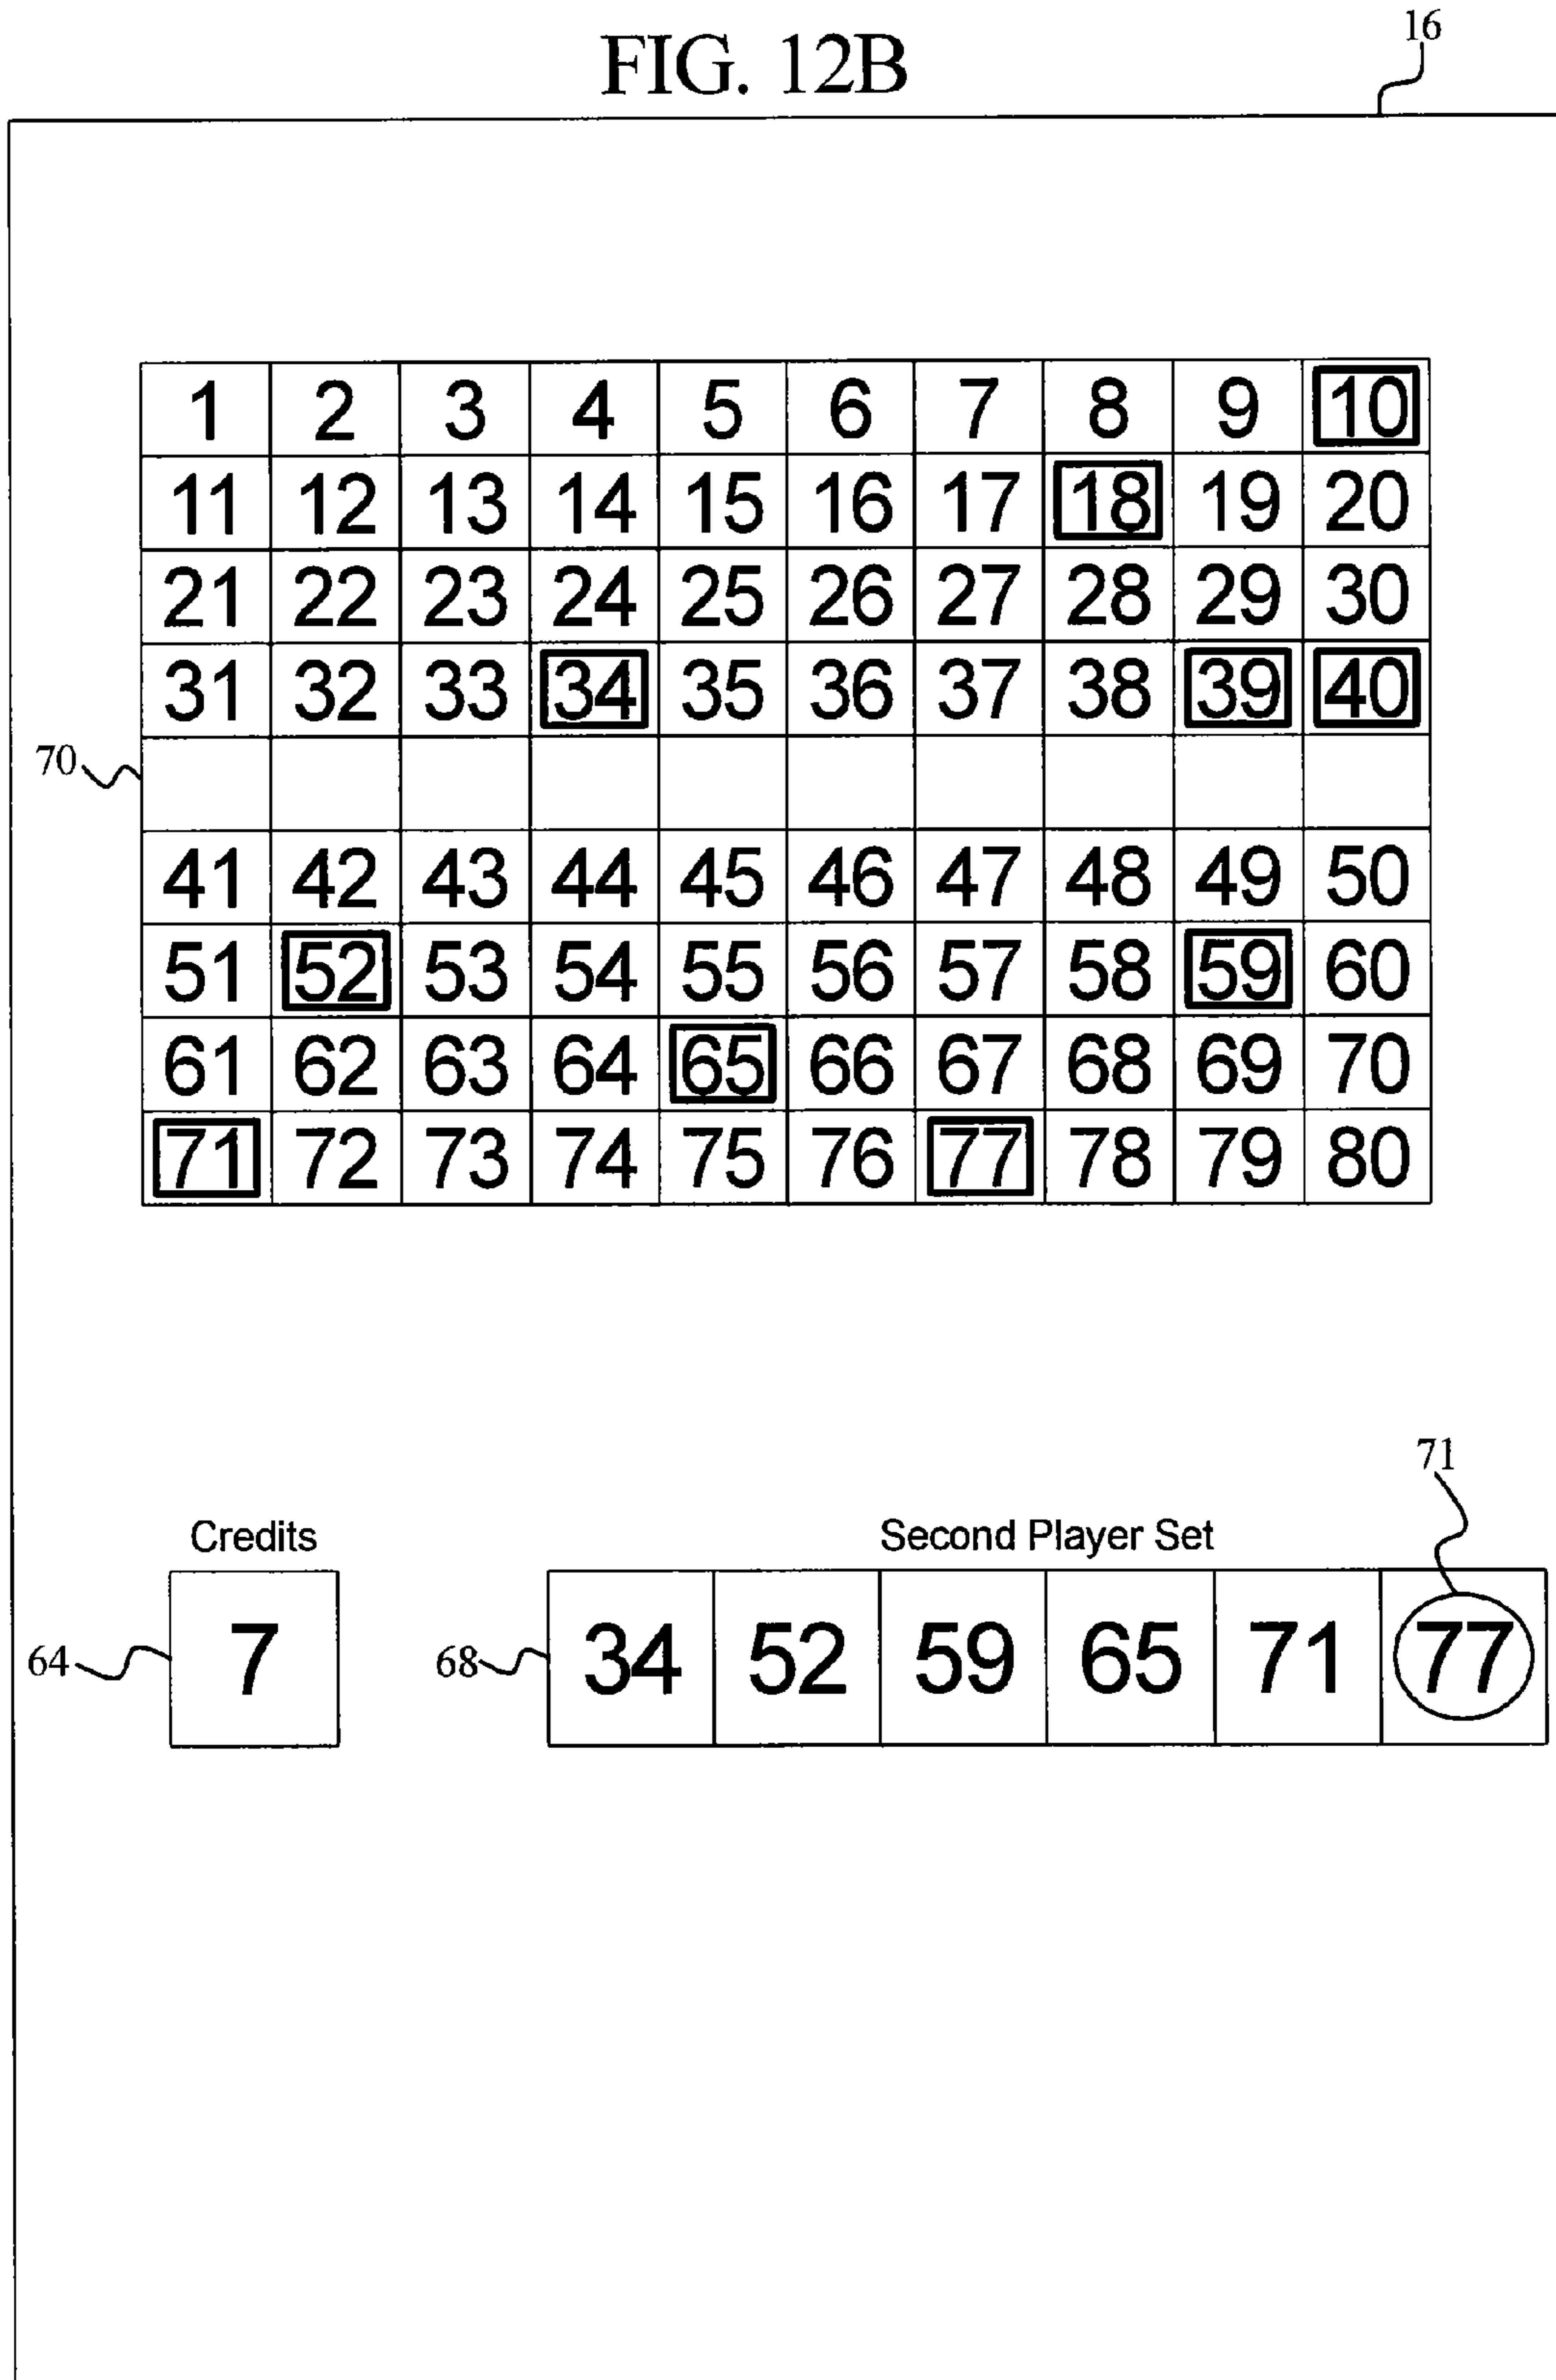 FIG. 12B
16
1 2 3 4 5 6 7 8 9 10
11 12 13 14 15 16 17 18 19 20
21 22 23 24 25 26 27 28 29 30
31 32 33 34 35 36 37 38 39 40
70
41 42 43 44 45 46 47 48 49 50
51 52 53 54 55 56 57 58 59 60
61 62 63 64 65 66 67 68 69 70
71 72 73 74 75 76 77 78 79 80
71
Credits Second Player Set
64 7 68 34 52 59 65 71 77